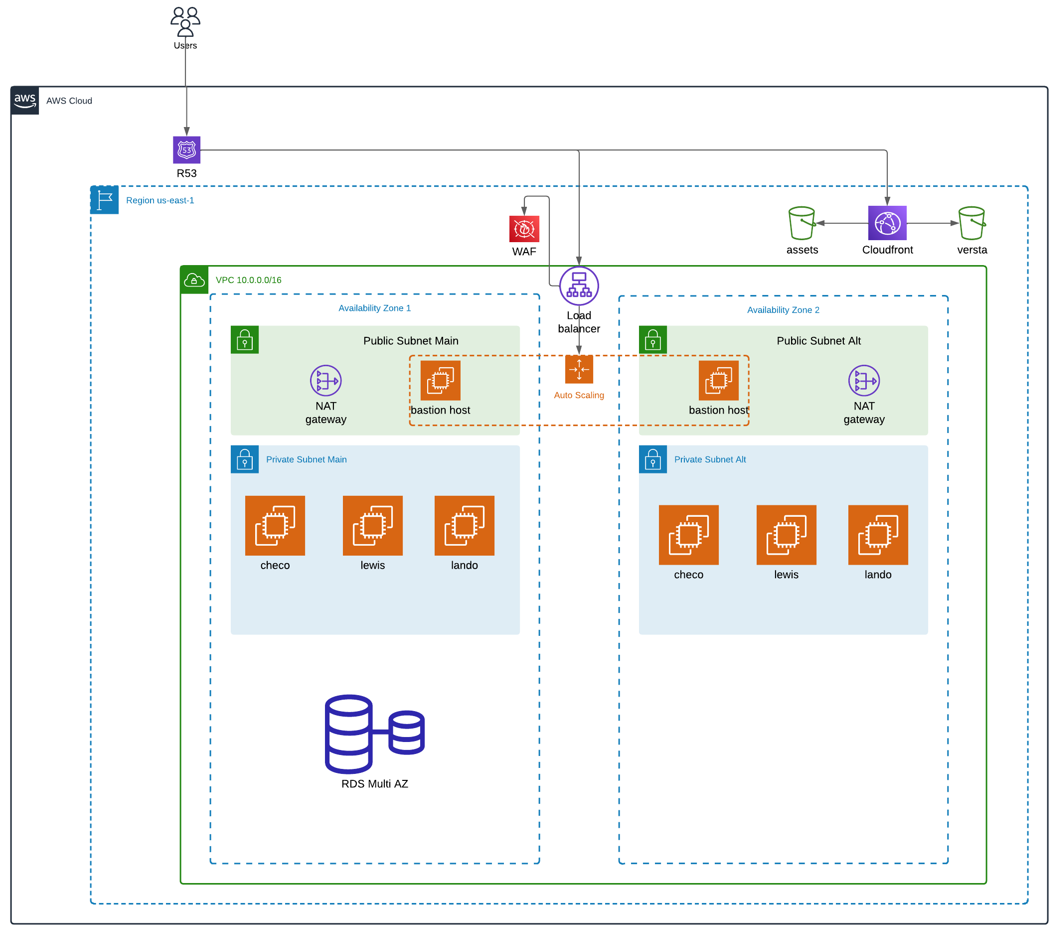 Users
aws
AWS Cloud
53
R53
Region us-east-1
WAF
assets
Cloudfront
versta
VPC 10.0.0.0/16
Load
balancer
Availability Zone 1
Availability Zone 2
Public Subnet Main
Public Subnet Alt
NAT
gateway
bastion host
Auto Scaling
bastion host
NAT
gateway
Private Subnet Main
Private Subnet Alt
checo
lewis
lando
checo
lewis
lando
RDS Multi AZ